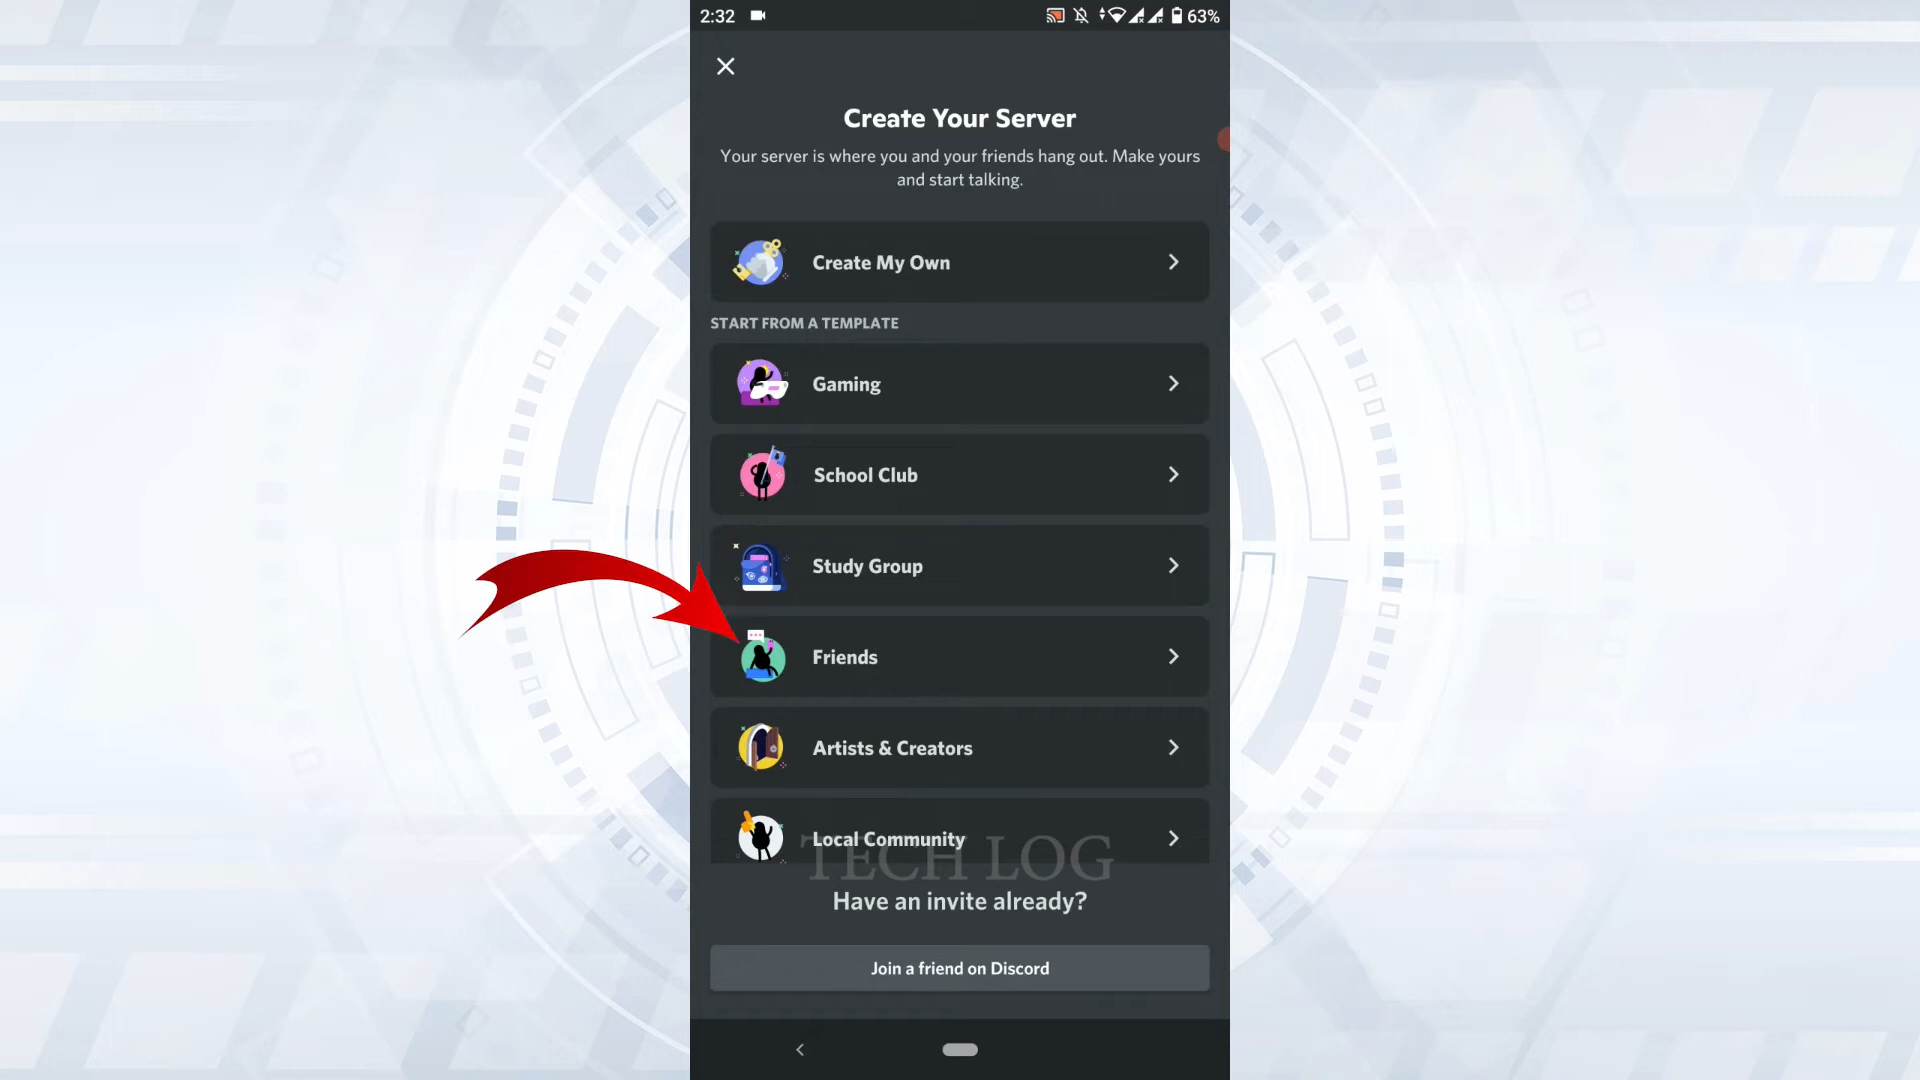 2:32
63%
Create Your Server
Your server is where you and your friends hang out. Make yours
and start talking.
Create My Own
START FROM A TEMPLATE
Gaming
School Club
Study Group
Friends
Artists & Creators
Local Community
TECH LOG
Have an invite already?
Join a friend on Discord